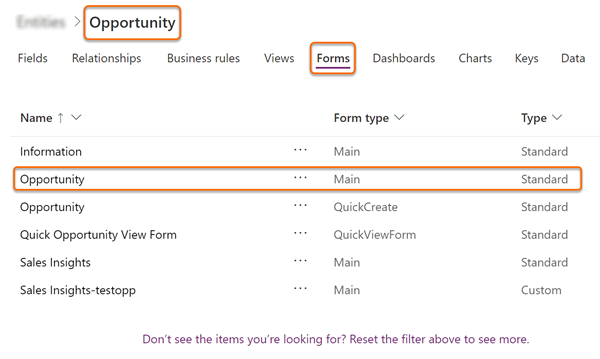 > Opportunity
Fields Relationships Business rules Views Forms Dashboards Charts Keys Data
Name ↑ Form type Type
Information ··· Main Standard
Opportunity ··· Main Standard
Opportunity ··· QuickCreate Standard
Quick Opportunity View Form ··· QuickViewForm Standard
Sales Insights ··· Main Standard
Sales Insights-testopp ··· Main Custom
Don't see the items you're looking for? Reset the filter above to see more.